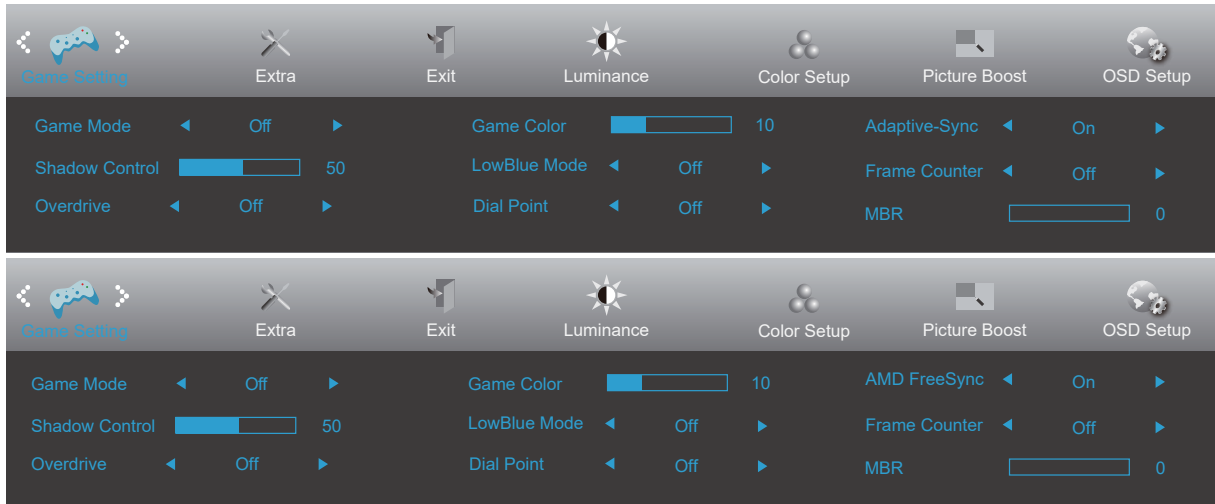 Game Setting Extra Exit Luminance Color Setup Picture Boost OSD Setup
Game Mode Off Game Color 10 Adaptive-Sync On
Shadow Control 50 LowBlue Mode Off Frame Counter Off
Overdrive Off Dial Point Off MBR 0
Game Setting Extra Exit Luminance Color Setup Picture Boost OSD Setup
Game Mode Off Game Color 10 AMD FreeSync On
Shadow Control 50 LowBlue Mode Off Frame Counter Off
Overdrive Off Dial Point Off MBR 0